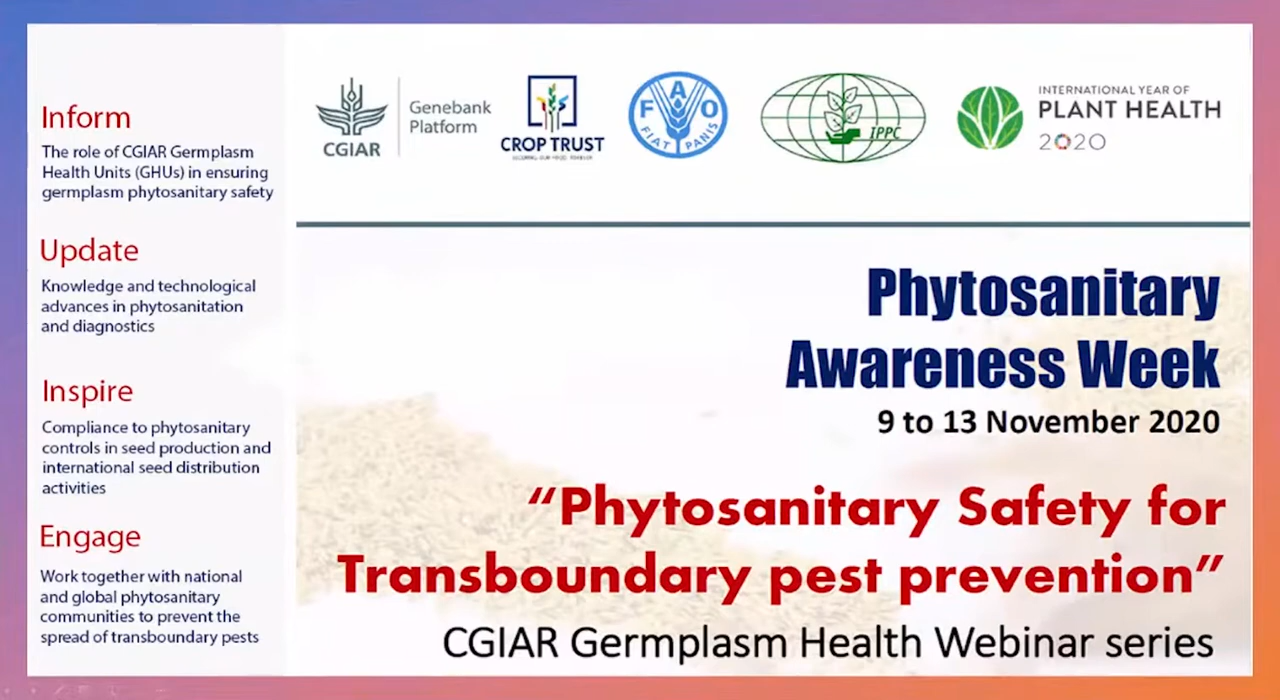 Inform
The role of CGIAR Germplasm
Health Units (GHUs) in ensuring
germplasm phytosanitary safety
Update
Knowledge and technological
advances in phytosanitation
and diagnostics
Inspire
Compliance to phytosanitary
controls in seed production and
international seed distribution
activities
Engage
Work together with national
and global phytosanitary
communities to prevent the
spread of transboundary pests
CGIAR
Genebank
Platform
CROP TRUST
F A O
FIAT PANIS
IPPC
INTERNATIONAL YEAR OF
PLANT HEALTH
2020
Phytosanitary
Awareness Week
9 to 13 November 2020
“Phytosanitary Safety for
Transboundary pest prevention”
CGIAR Germplasm Health Webinar series